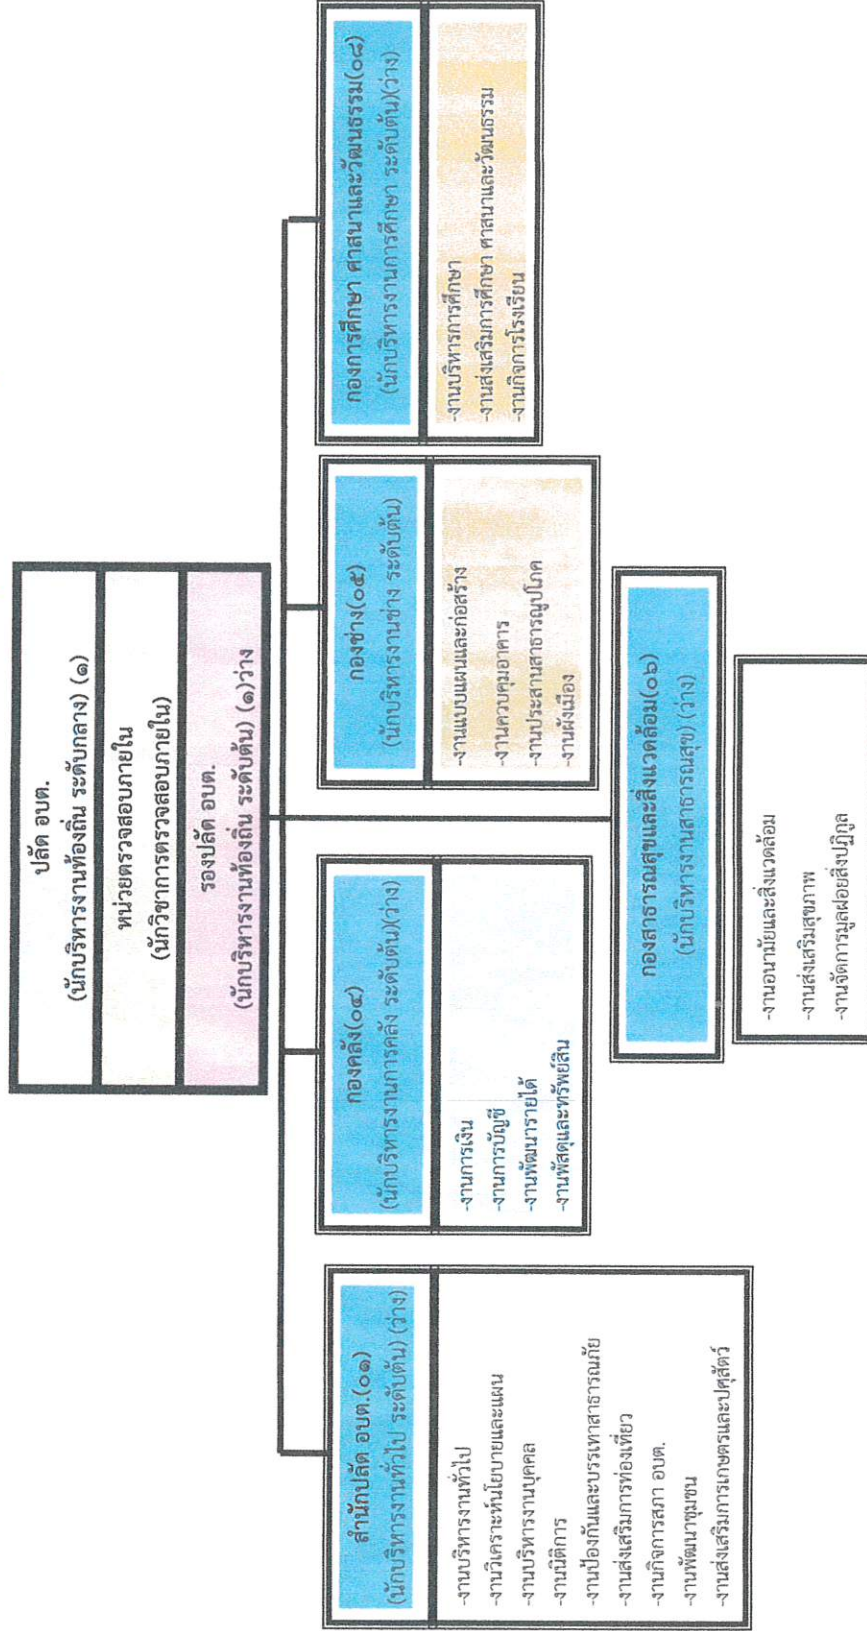 ปลัด อบต.
(นักบริหารงานท้องถิ่น ระดับกลาง) (๑)
หน่วยตรวจสอบภายใน
(นักวิชาการตรวจสอบภายใน)
รองปลัด อบต.
(นักบริหารงานท้องถิ่น ระดับต้น) (๑)ว่าง
สำนักปลัด อบต.(๐๑)
(นักบริหารงานทั่วไป ระดับต้น) (ว่าง)
-งานบริหารงานทั่วไป
-งานวิเคราะห์นโยบายและแผน
-งานบริหารงานบุคคล
-งานนิติการ
-งานป้องกันและบรรเทาสาธารณภัย
-งานส่งเสริมการท่องเที่ยว
-งานกิจการสภา อบต.
-งานพัฒนาชุมชน
-งานส่งเสริมการเกษตรและปศุสัตว์
กองคลัง(๐๔)
(นักบริหารงานการคลัง ระดับต้น)(ว่าง)
-งานการเงิน
-งานการบัญชี
-งานพัฒนารายได้
-งานพัสดุและทรัพย์สิน
กองช่าง(๐๕)
(นักบริหารงานช่าง ระดับต้น)
-งานแบบแผนและก่อสร้าง
-งานควบคุมอาคาร
-งานประสานสาธารณูปโภค
-งานผังเมือง
กองการศึกษา ศาสนาและวัฒนธรรม(๐๘)
(นักบริหารงานการศึกษา ระดับต้น)(ว่าง)
-งานบริหารการศึกษา
-งานส่งเสริมการศึกษา ศาสนาและวัฒนธรรม
-งานกิจการโรงเรียน
กองสาธารณสุขและสิ่งแวดล้อม(๐๖)
(นักบริหารงานสาธารณสุข) (ว่าง)
-งานอนามัยและสิ่งแวดล้อม
-งานส่งเสริมสุขภาพ
-งานจัดการมูลฝอยสิ่งปฏิกูล